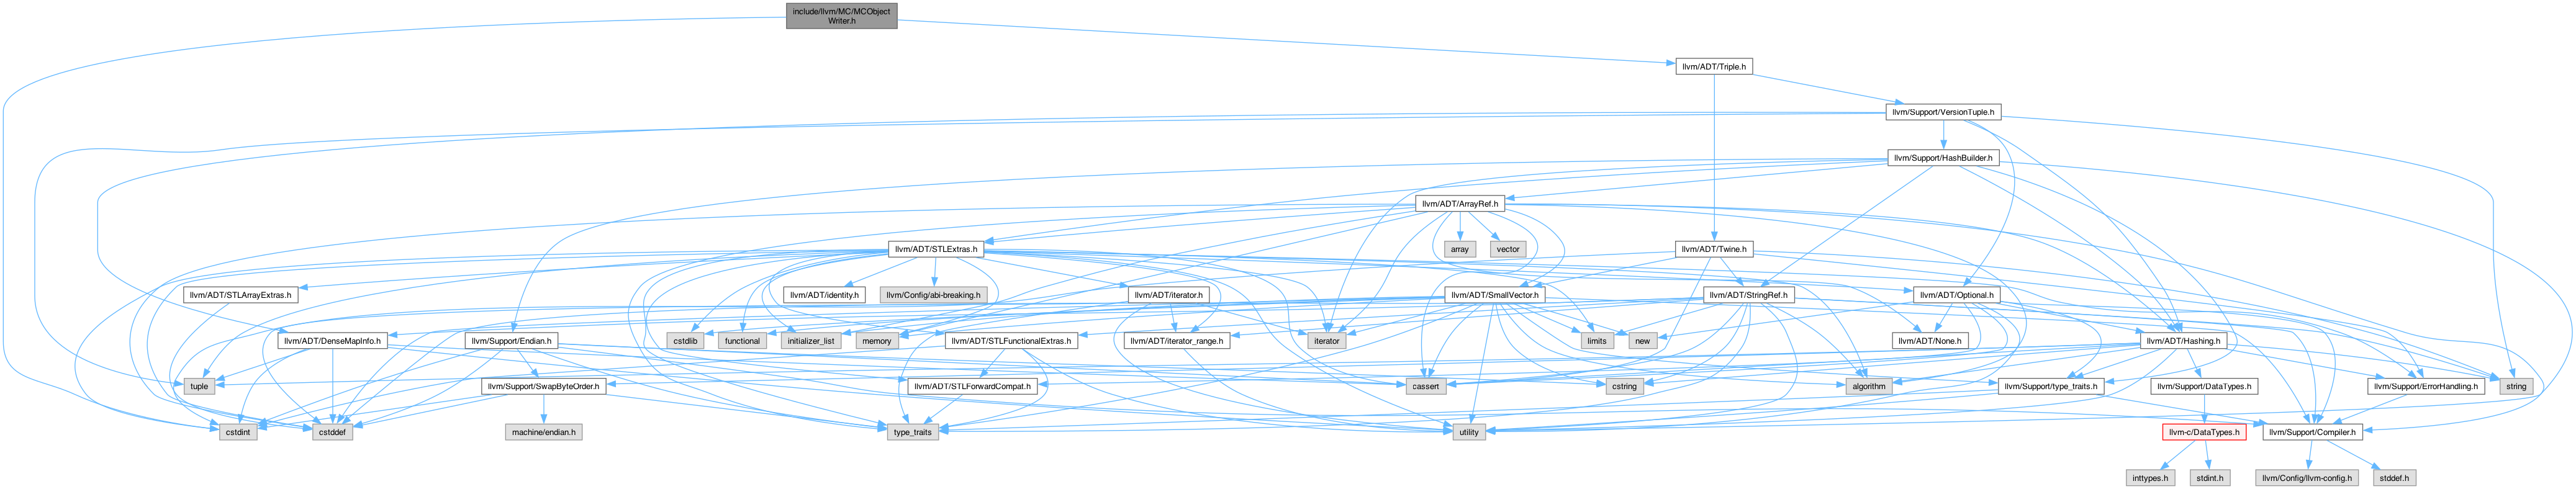 include/llvm/MC/MCObject
Writer.h
llvm/ADT/Triple.h
llvm/Support/VersionTuple.h
llvm/Support/HashBuilder.h
llvm/ADT/ArrayRef.h
llvm/ADT/STLExtras.h
array
vector
llvm/ADT/Twine.h
llvm/ADT/STLArrayExtras.h
llvm/ADT/identity.h
llvm/Config/abi-breaking.h
llvm/ADT/iterator.h
llvm/ADT/SmallVector.h
llvm/ADT/StringRef.h
llvm/ADT/Optional.h
llvm/ADT/DenseMapInfo.h
llvm/Support/Endian.h
cstdlib
functional
initializer_list
memory
llvm/ADT/STLFunctionalExtras.h
llvm/ADT/iterator_range.h
iterator
limits
new
llvm/ADT/None.h
llvm/ADT/Hashing.h
tuple
llvm/Support/SwapByteOrder.h
llvm/ADT/STLForwardCompat.h
cassert
cstring
algorithm
llvm/Support/type_traits.h
llvm/Support/DataTypes.h
llvm/Support/ErrorHandling.h
string
cstdint
cstddef
machine/endian.h
type_traits
utility
llvm-c/DataTypes.h
llvm/Support/Compiler.h
inttypes.h
stdint.h
llvm/Config/llvm-config.h
stddef.h